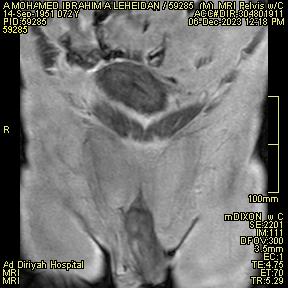 A MOHAMED IBRAHIM A LEHEIDAN / 59285 (M) MRI Pelvis w/C
14-Sep-1951 072Y
ACC#DIR:304801911
PID:59285
06-Dec-2023 12:18 PM
59285
R
100mm
mDIXON_w C
SE:2201
IM:111
DFOV:300
3.5mm
EC:1
Ad Diriyah Hospital
TE:4.75
MRI
ET:70
MRI
TR:5.29